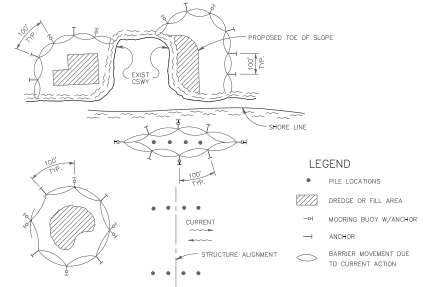 100'
TYP.
PROPOSED TOE OF SLOPE
100'
TYP.
EXIST
CSWY
SHORE LINE
100'
TYP.
100'
TYP.
CURRENT
STRUCTURE ALIGNMENT
LEGEND
PILE LOCATIONS
DREDGE OR FILL AREA
MOORING BUOY W/ANCHOR
ANCHOR
BARRIER MOVEMENT DUE
TO CURRENT ACTION